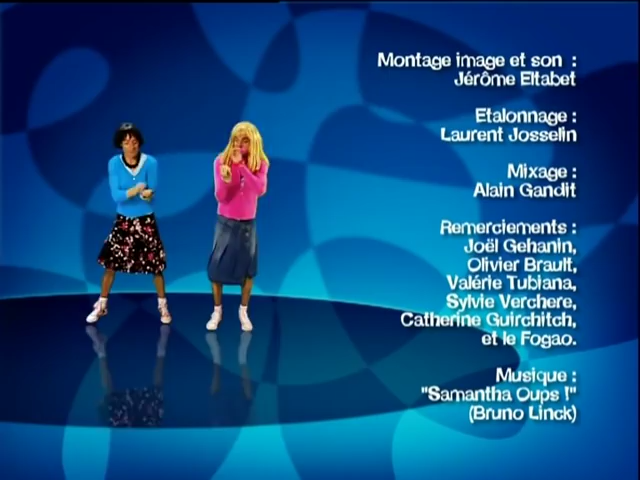 Montage image et son :
Jérôme Eltabet
Etalonnage :
Laurent Josselin
Mixage :
Alain Gandit
Remerciements :
Joël Gehanin,
Olivier Brault,
Valérie Tubiana,
Sylvie Verchere,
Catherine Guirchitch,
et le Fogao.
Musique :
"Samantha Oups !"
(Bruno Linck)